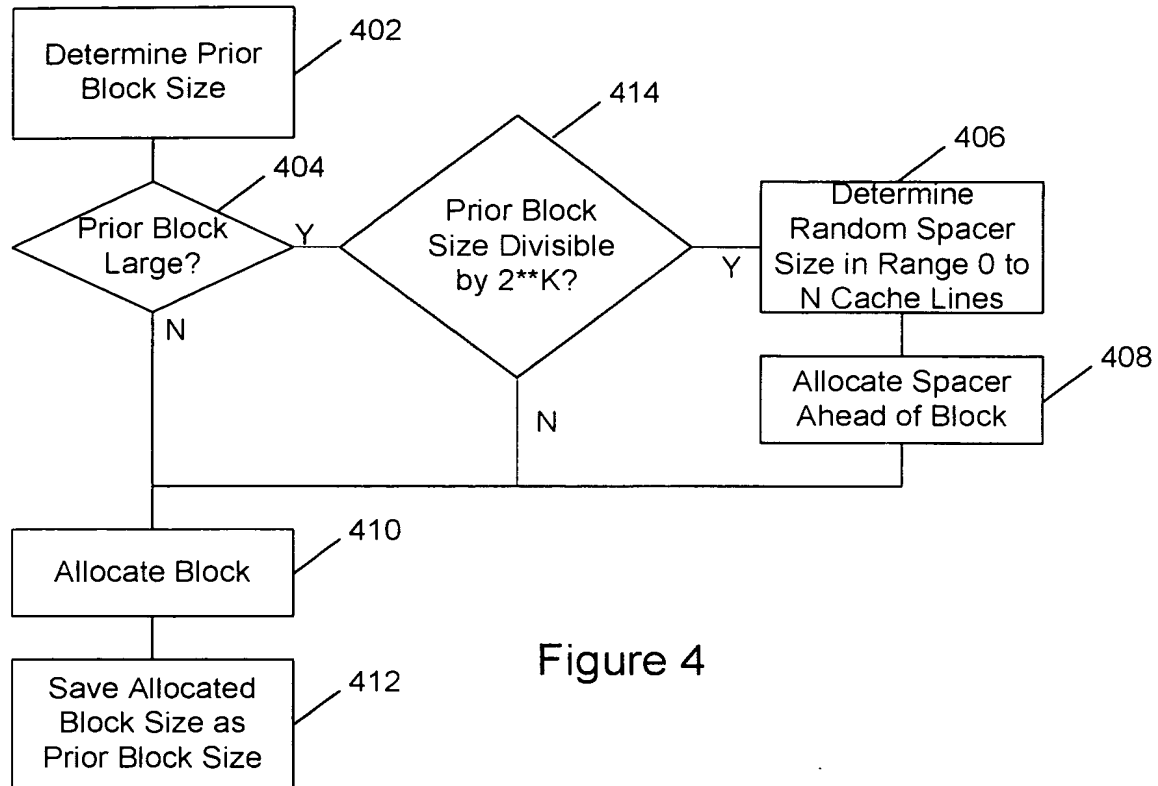 Determine Prior
Block Size
402
404
Prior Block
Large?
Y
N
414
Prior Block
Size Divisible
by 2**K?
Y
N
406
Determine
Random Spacer
Size in Range 0 to
N Cache Lines
408
Allocate Spacer
Ahead of Block
410
Allocate Block
412
Save Allocated
Block Size as
Prior Block Size
Figure 4